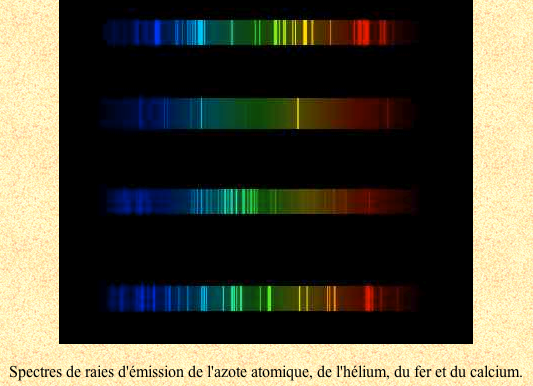 Spectres de raies d'émission de l'azote atomique, de l'hélium, du fer et du calcium.